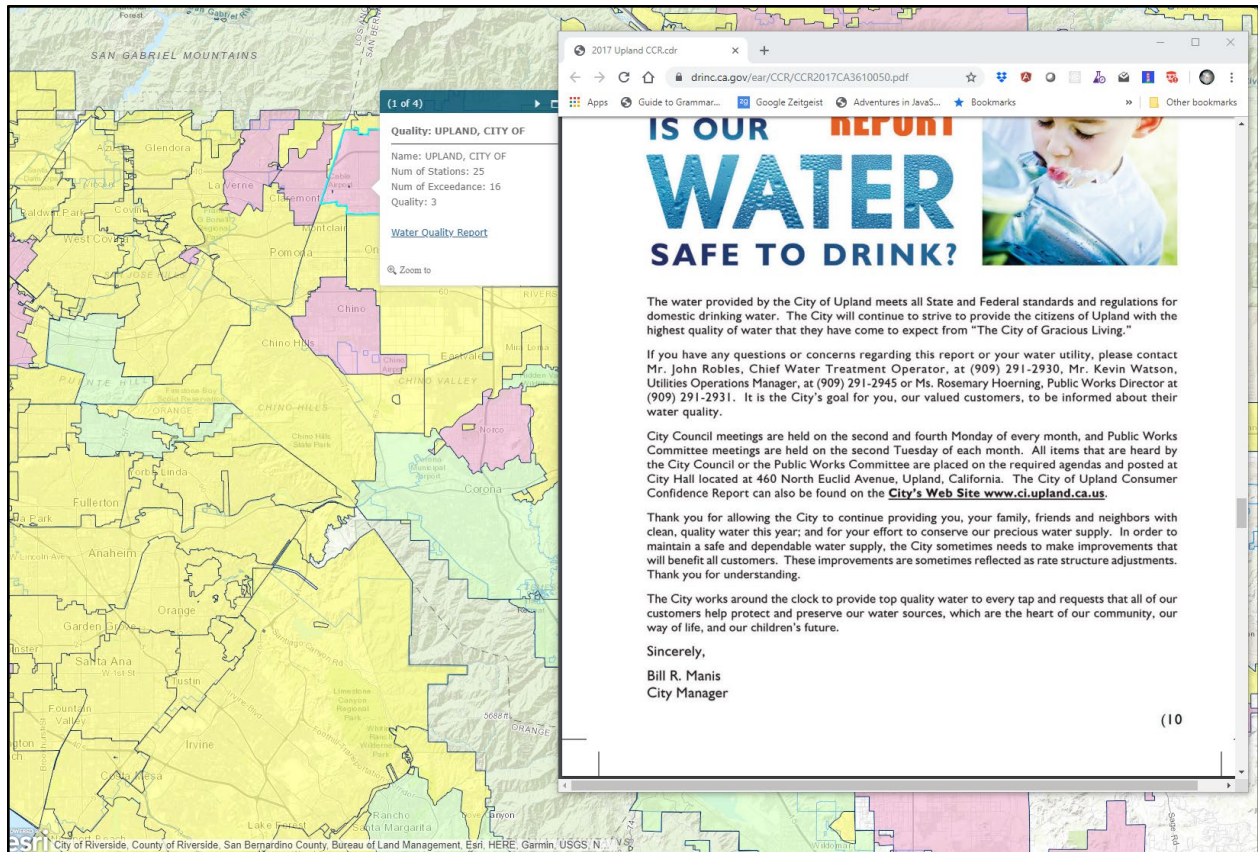 SAN GABRIEL MOUNTAINS
Glendora
La Verne
Claremont
Baldwin Park
Covina
West Covina
Pomona
Montclair
SAN JOSE HILLS
Chino
Chino Hills
Eastvale
Mira Loma
CHINO VALLEY
PUENTE HILL
ORANGE
CHINO HILLS
Chino Hills
State Park
Norco
Corona
Yorba Linda
Fullerton
Anaheim
W Lincoln Ave
Orange
Garden Grove
Santa Ana
W 1st St
Tustin
Fountain
Valley
Irvine
Costa Mesa
Lake Forest
Limestone
Canyon
Regional
Park
5688 ft
ORANGE
Rancho
Santa Margarita
Wildomar
Sage Rd
(1 of 4)
Quality: UPLAND, CITY OF
Name: UPLAND, CITY OF
Num of Stations: 25
Num of Exceedance: 16
Quality: 3
Water Quality Report
Zoom to
2017 Upland CCR.cdr
drinc.ca.gov/ear/CCR/CCR2017CA3610050.pdf
Apps Guide to Grammar... Google Zeitgeist Adventures in JavaS... Bookmarks » Other bookmarks
IS OUR REPORT
WATER
SAFE TO DRINK?
The water provided by the City of Upland meets all State and Federal standards and regulations for
domestic drinking water. The City will continue to strive to provide the citizens of Upland with the
highest quality of water that they have come to expect from “The City of Gracious Living.”
If you have any questions or concerns regarding this report or your water utility, please contact
Mr. John Robles, Chief Water Treatment Operator, at (909) 291-2930, Mr. Kevin Watson,
Utilities Operations Manager, at (909) 291-2945 or Ms. Rosemary Hoerning, Public Works Director at
(909) 291-2931. It is the City’s goal for you, our valued customers, to be informed about their
water quality.
City Council meetings are held on the second and fourth Monday of every month, and Public Works
Committee meetings are held on the second Tuesday of each month. All items that are heard by
the City Council or the Public Works Committee are placed on the required agendas and posted at
City Hall located at 460 North Euclid Avenue, Upland, California. The City of Upland Consumer
Confidence Report can also be found on the City’s Web Site www.ci.upland.ca.us.
Thank you for allowing the City to continue providing you, your family, friends and neighbors with
clean, quality water this year; and for your effort to conserve our precious water supply. In order to
maintain a safe and dependable water supply, the City sometimes needs to make improvements that
will benefit all customers. These improvements are sometimes reflected as rate structure adjustments.
Thank you for understanding.
The City works around the clock to provide top quality water to every tap and requests that all of our
customers help protect and preserve our water sources, which are the heart of our community, our
way of life, and our children’s future.
Sincerely,
Bill R. Manis
City Manager
(10
esri
City of Riverside, County of Riverside, San Bernardino County, Bureau of Land Management, Esri, HERE, Garmin, USGS, N